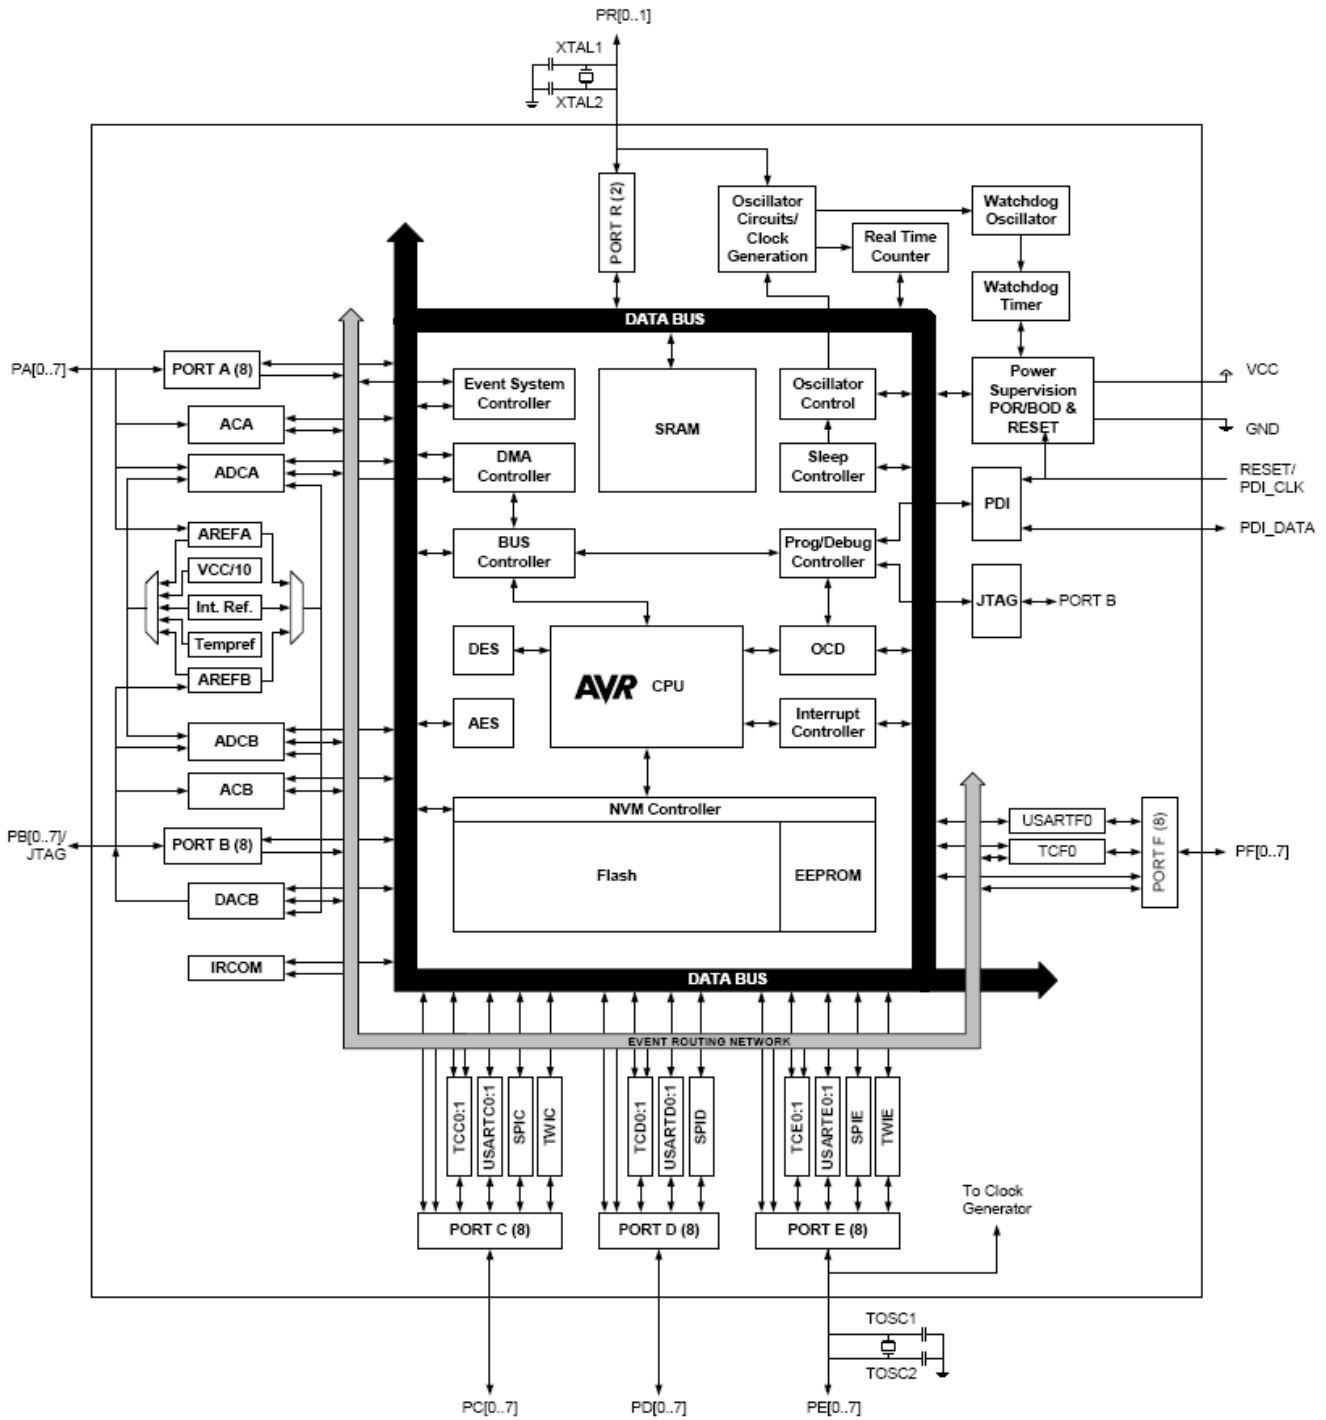 PR[0..1]
XTAL1
XTAL2
PORT R (2)
Oscillator
Circuits/
Clock
Generation
Watchdog
Oscillator
Real Time
Counter
Watchdog
Timer
DATA BUS
PA[0..7]
PORT A (8)
Event System
Controller
SRAM
Oscillator
Control
Power
Supervision
POR/BOD &
RESET
VCC
GND
ACA
ADCA
DMA
Controller
Sleep
Controller
PDI
RESET/
PDI_CLK
PDI_DATA
AREFA
VCC/10
Int. Ref.
Tempref
AREFB
BUS
Controller
Prog/Debug
Controller
JTAG
PORT B
DES
AVR CPU
OCD
AES
Interrupt
Controller
ADCB
ACB
NVM Controller
Flash
EEPROM
USARTF0
TCF0
PORT F (8)
PF[0..7]
PB[0..7]/
JTAG
PORT B (8)
DACB
IRCOM
DATA BUS
EVENT ROUTING NETWORK
TCC0:1
USARTC0:1
SPIC
TWIC
TCD0:1
USARTD0:1
SPID
TCE0:1
USARTE0:1
SPIE
TWIE
PORT C (8)
PORT D (8)
PORT E (8)
To Clock
Generator
TOSC1
TOSC2
PC[0..7]
PD[0..7]
PE[0..7]